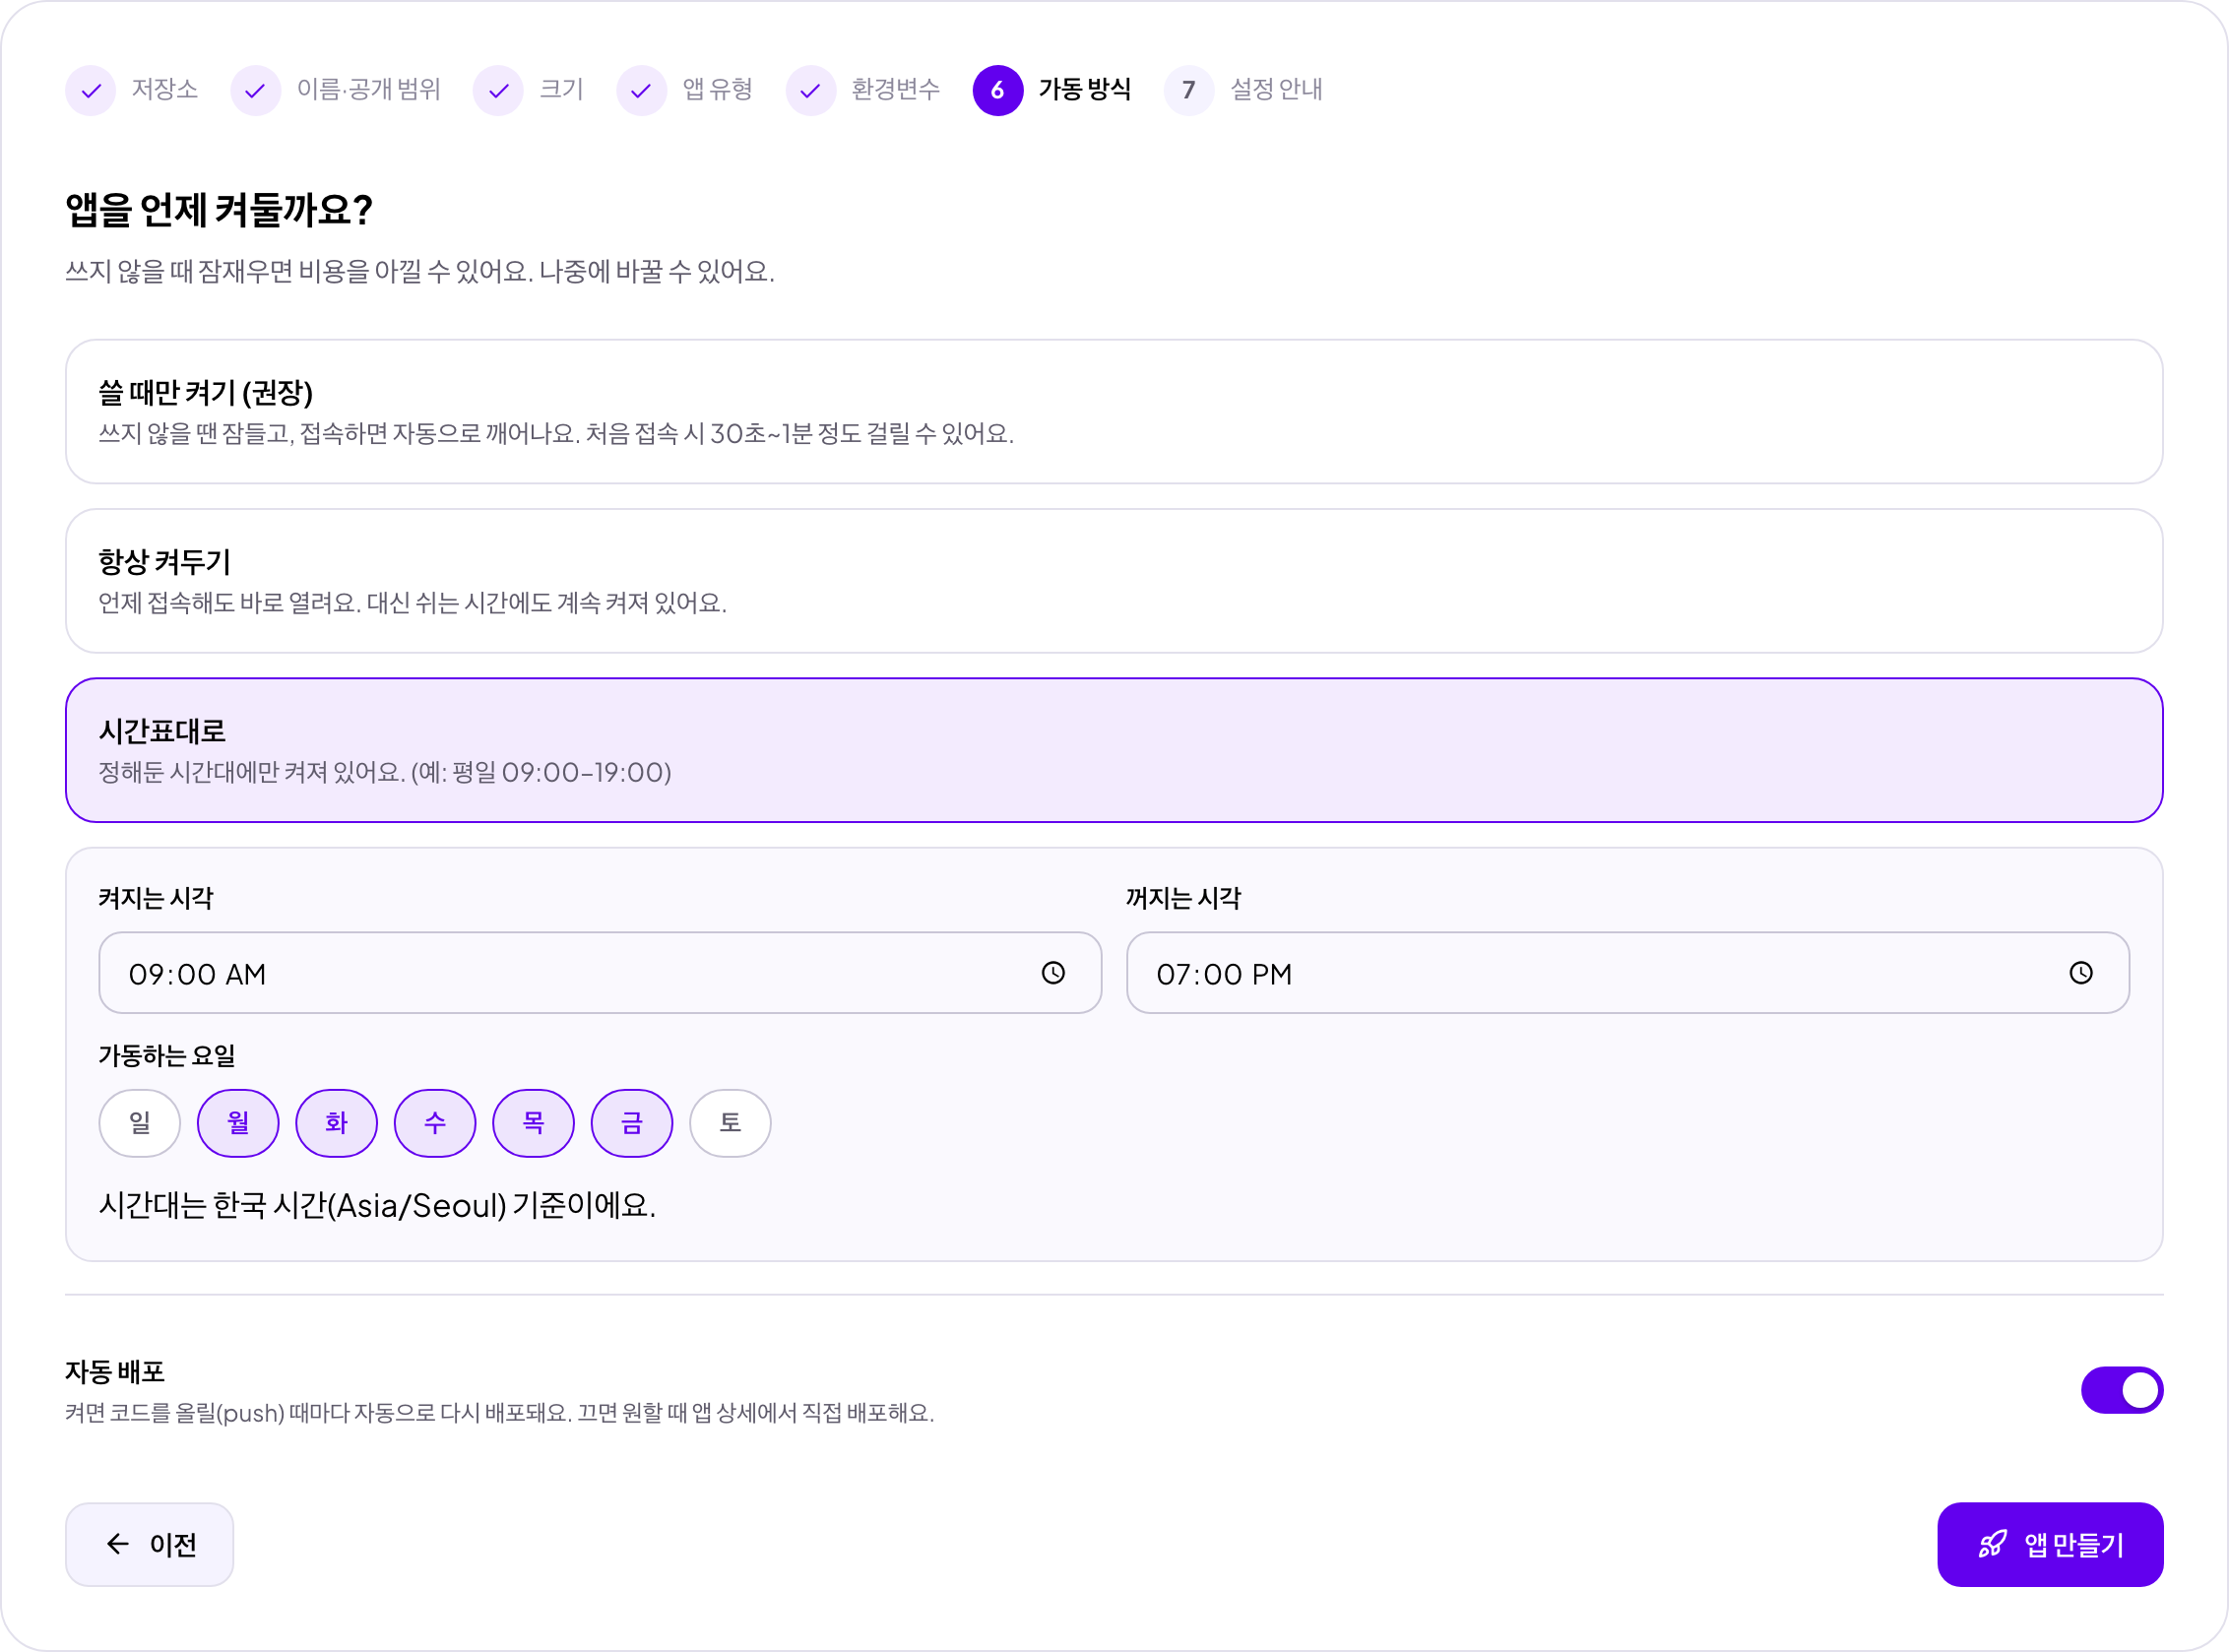 저장소
이름·공개 범위
크기
앱 유형
환경변수
6 가동 방식
7 설정 안내
앱을 언제 켜둘까요?
쓰지 않을 때 잠재우면 비용을 아낄 수 있어요. 나중에 바꿀 수 있어요.
쓸 때만 켜기 (권장)
쓰지 않을 땐 잠들고, 접속하면 자동으로 깨어나요. 처음 접속 시 30초~1분 정도 걸릴 수 있어요.
항상 켜두기
언제 접속해도 바로 열려요. 대신 쉬는 시간에도 계속 켜져 있어요.
시간표대로
정해둔 시간대에만 켜져 있어요. (예: 평일 09:00–19:00)
켜지는 시각
09:00 AM
꺼지는 시각
07:00 PM
가동하는 요일
일 월 화 수 목 금 토
시간대는 한국 시간(Asia/Seoul) 기준이에요.
자동 배포
켜면 코드를 올릴(push) 때마다 자동으로 다시 배포돼요. 끄면 원할 때 앱 상세에서 직접 배포해요.
이전
앱 만들기